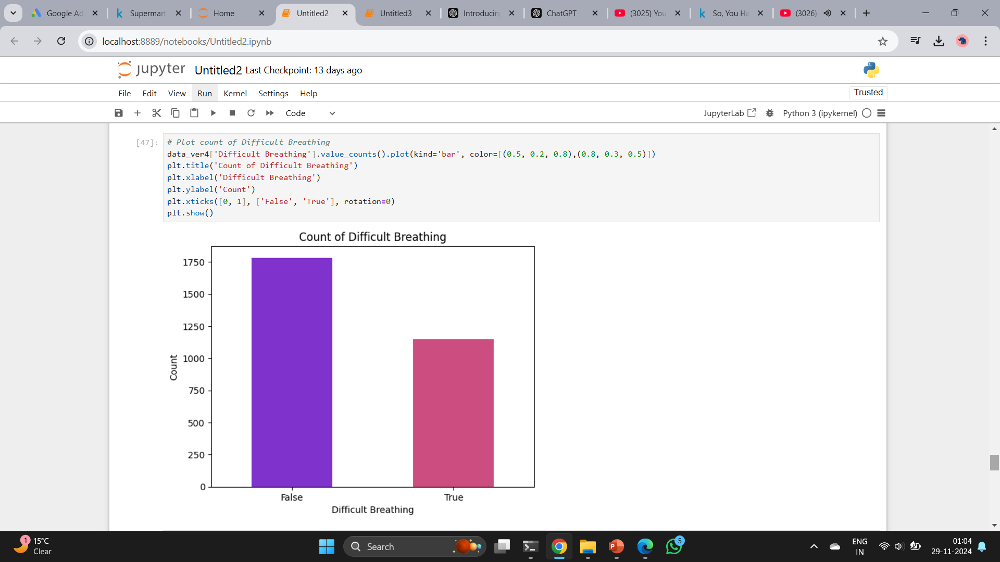 Google Ad
Supermart
Home
Untitled2
Untitled3
Introducin
ChatGPT
(3025) You
So, You Ha
(3026)
localhost:8889/notebooks/Untitled2.ipynb
jupyter Untitled2 Last Checkpoint: 13 days ago
File Edit View Run Kernel Settings Help
Trusted
Code
JupyterLab
Python 3 (ipykernel)
[47]:
# Plot count of Difficult Breathing
data_ver4['Difficult Breathing'].value_counts().plot(kind='bar', color=[(0.5, 0.2, 0.8),(0.8, 0.3, 0.5)])
plt.title('Count of Difficult Breathing')
plt.xlabel('Difficult Breathing')
plt.ylabel('Count')
plt.xticks([0, 1], ['False', 'True'], rotation=0)
plt.show()
Count of Difficult Breathing
1750
1500
1250
1000
750
500
250
0
Count
False
True
Difficult Breathing
1
15°C
Clear
Search
5
ENG
IN
01:04
29-11-2024